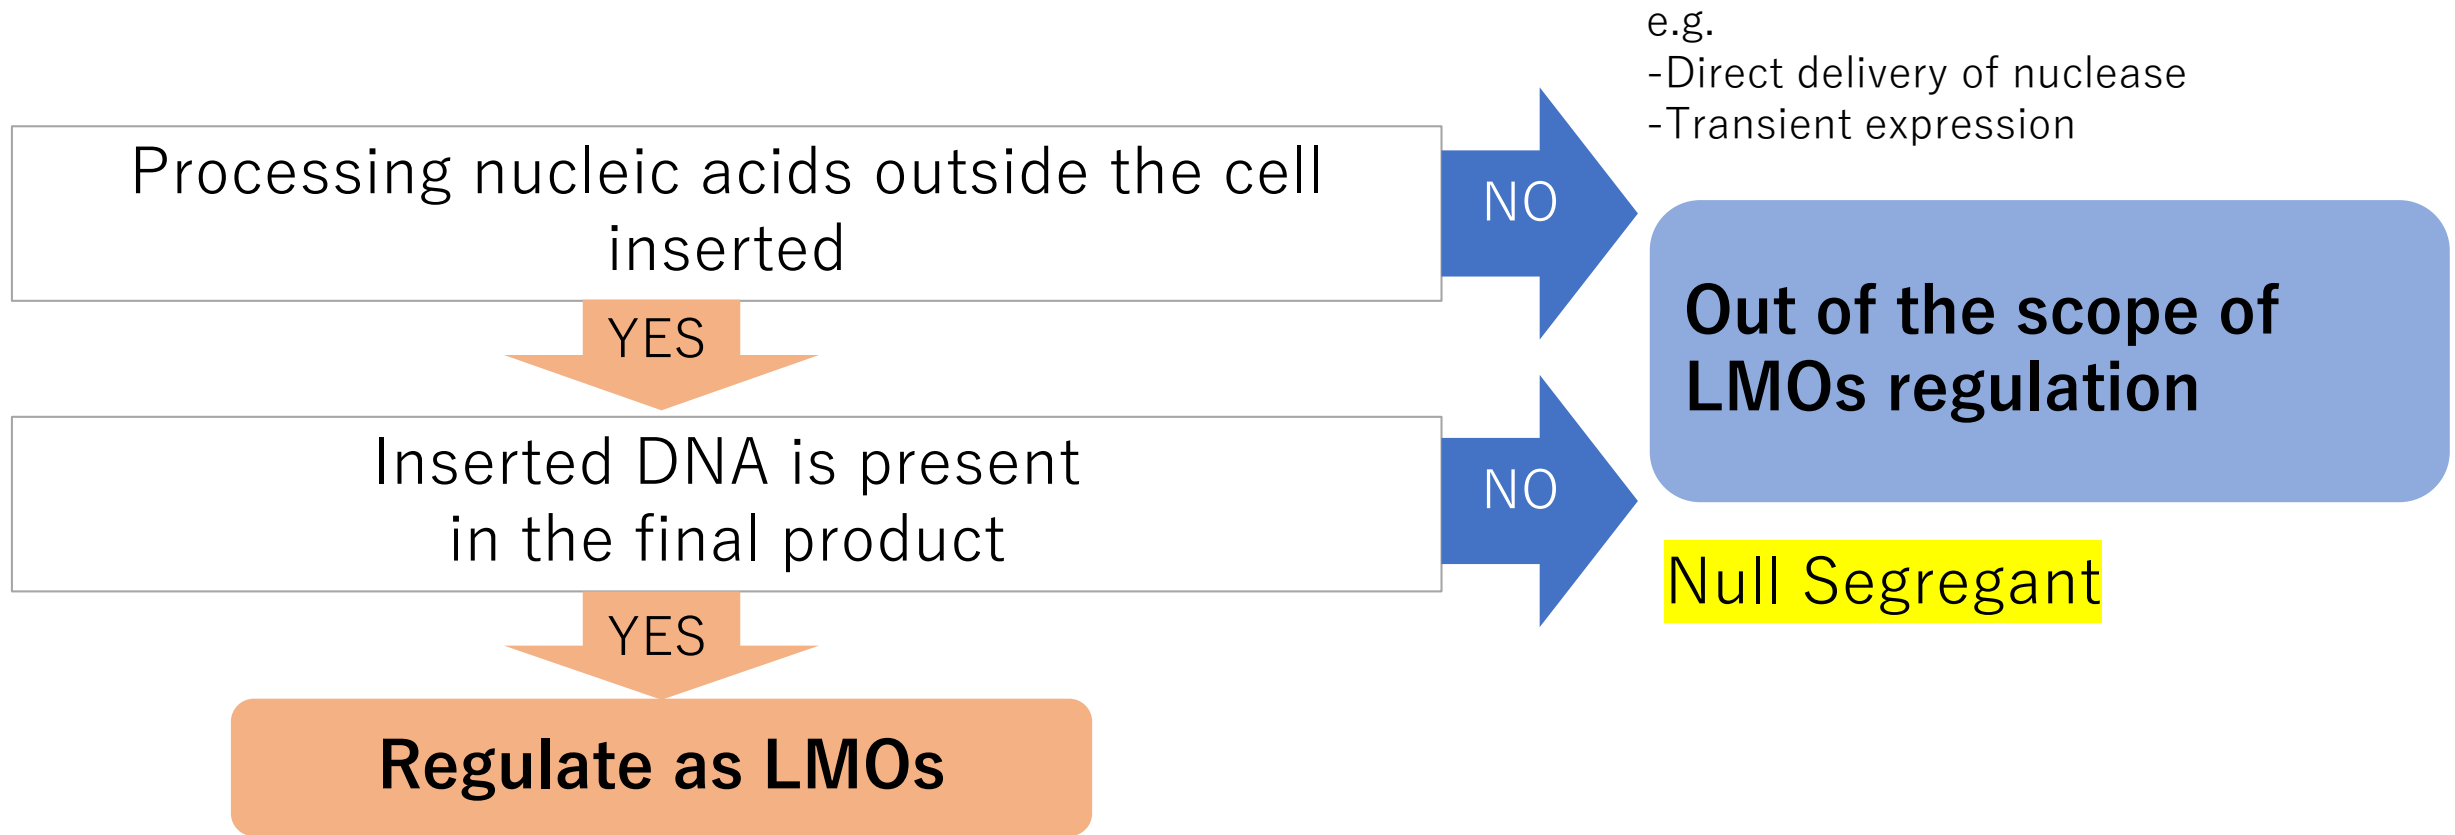 e.g.
-Direct delivery of nuclease
-Transient expression
Processing nucleic acids outside the cell
inserted
NO
YES
Out of the scope of
LMOs regulation
Inserted DNA is present
in the final product
NO
Null Segregant
YES
Regulate as LMOs